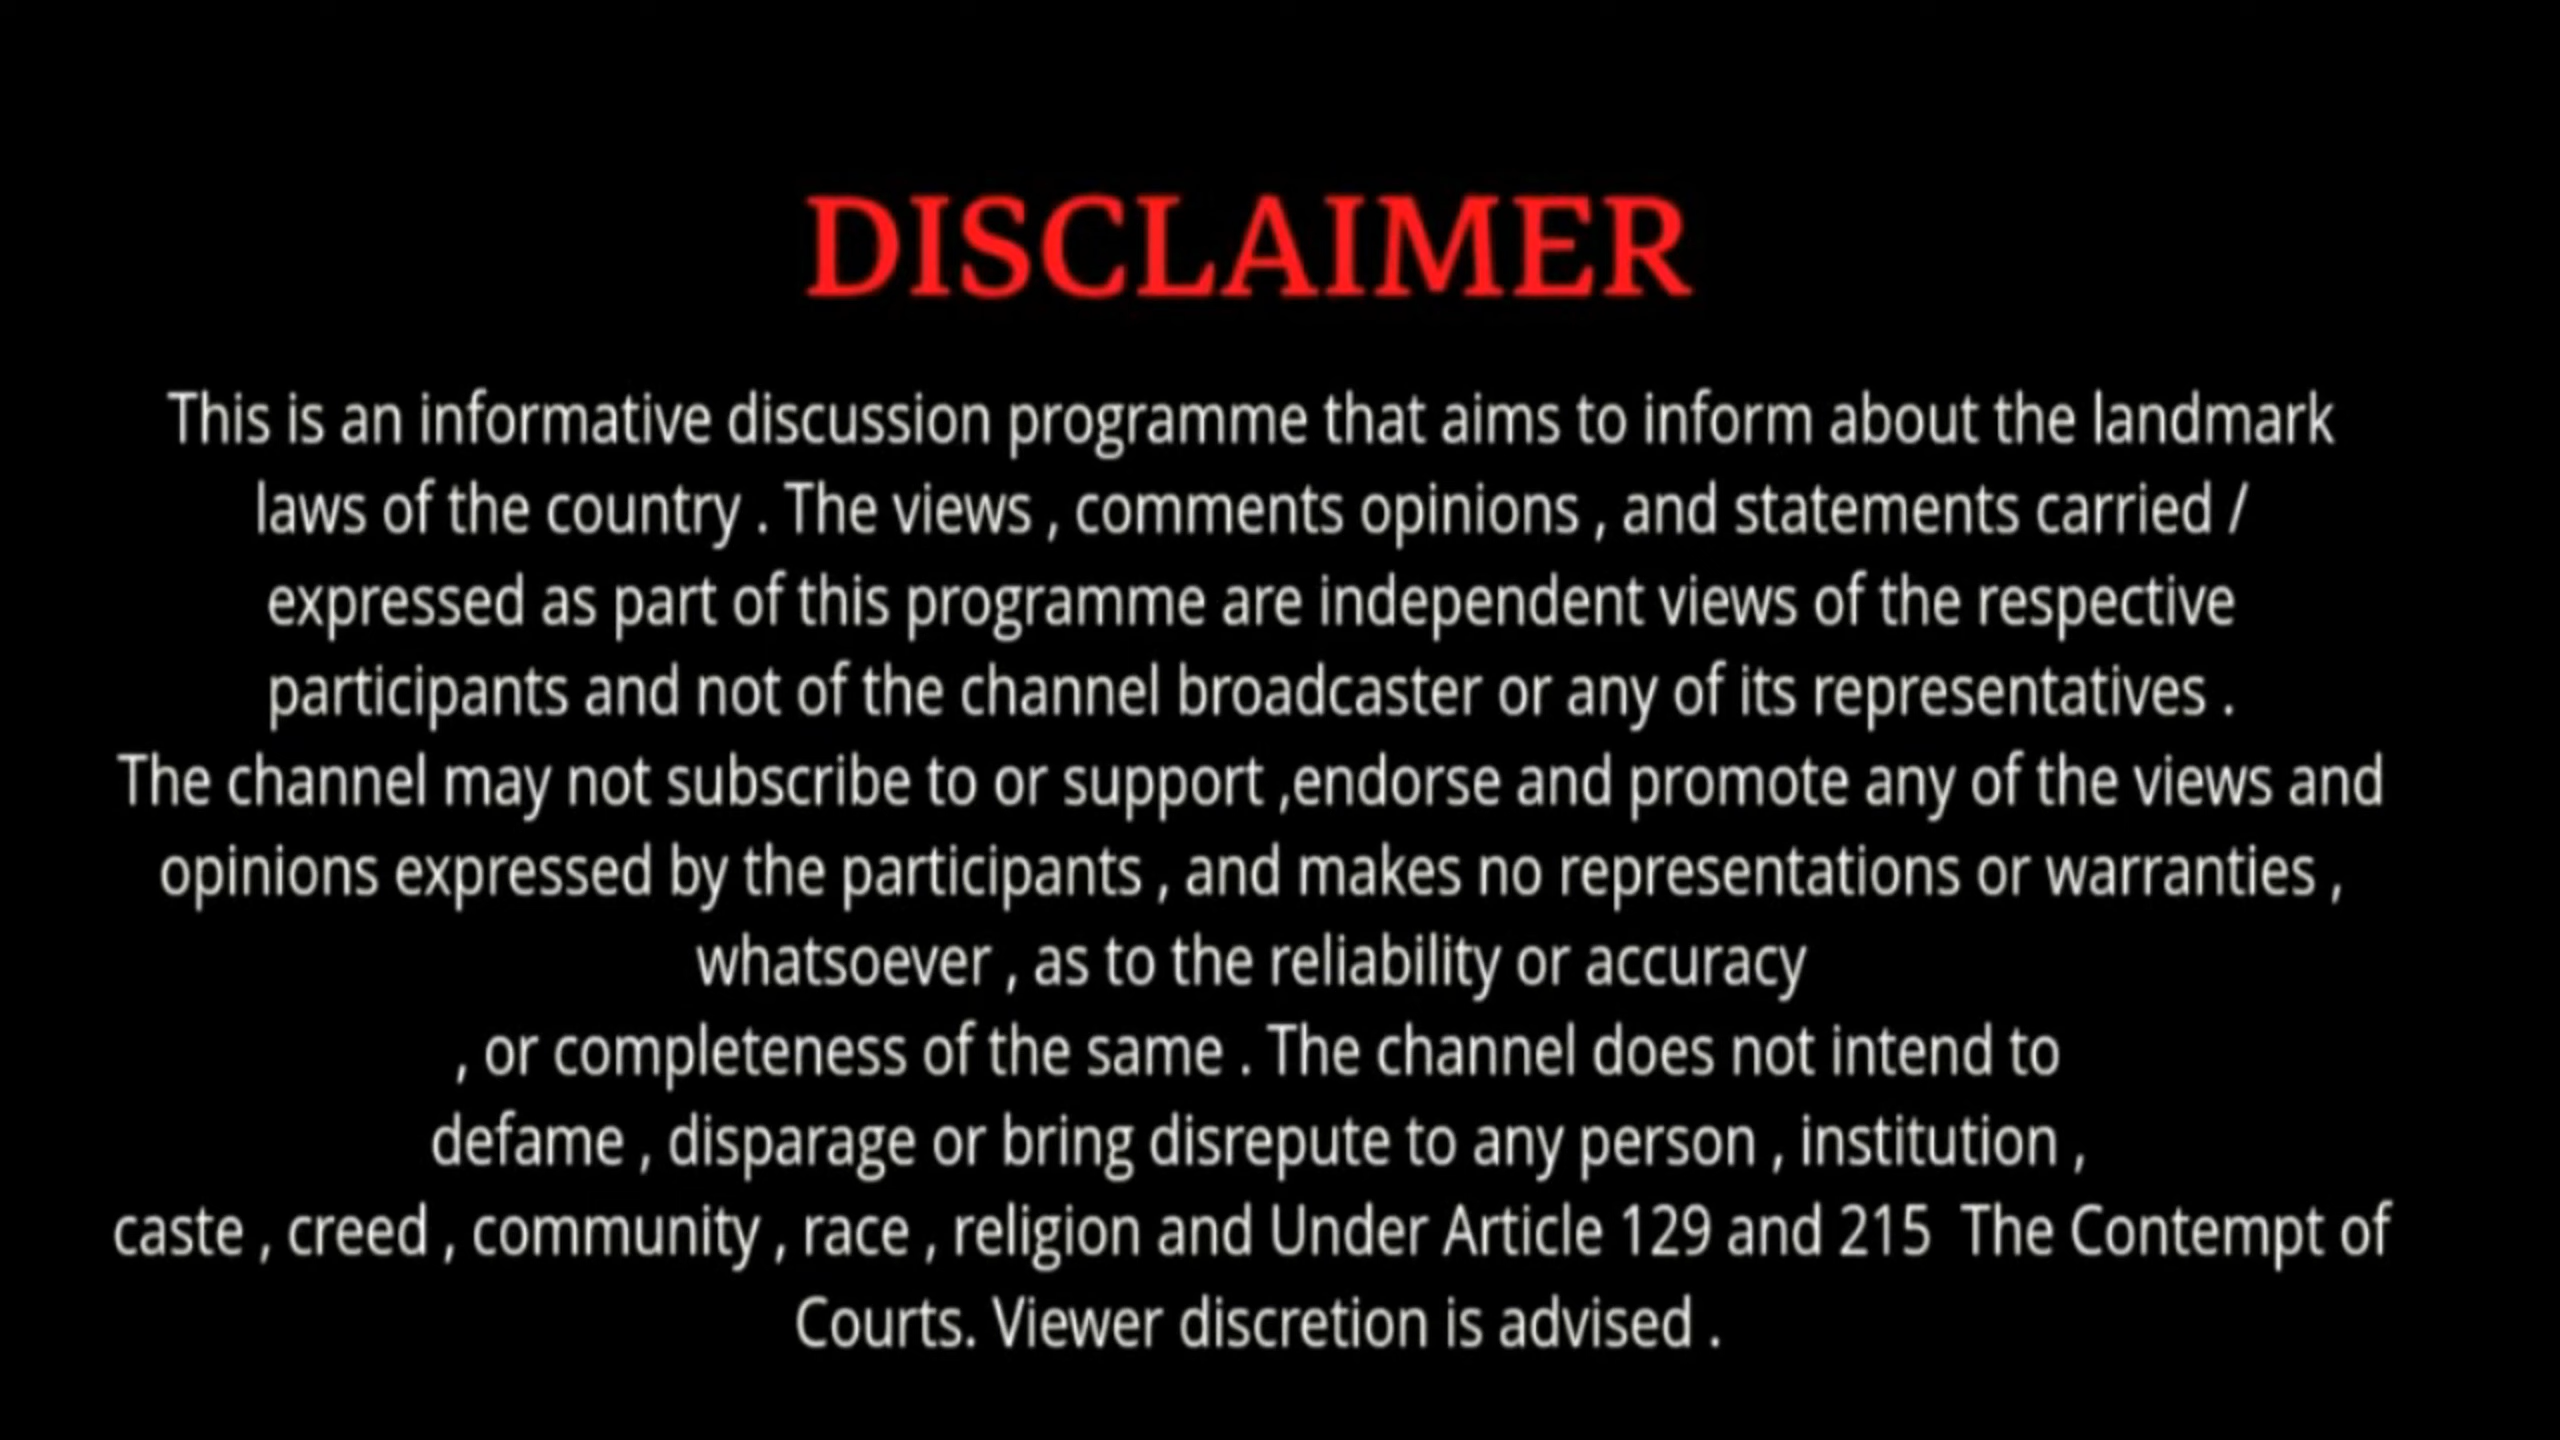 DISCLAIMER
This is an informative discussion programme that aims to inform about the landmark
laws of the country . The views , comments opinions , and statements carried /
expressed as part of this programme are independent views of the respective
participants and not of the channel broadcaster or any of its representatives .
The channel may not subscribe to or support ,endorse and promote any of the views and
opinions expressed by the participants , and makes no representations or warranties ,
whatsoever , as to the reliability or accuracy
, or completeness of the same . The channel does not intend to
defame , disparage or bring disrepute to any person , institution ,
caste , creed , community , race , religion and Under Article 129 and 215  The Contempt of
Courts. Viewer discretion is advised .